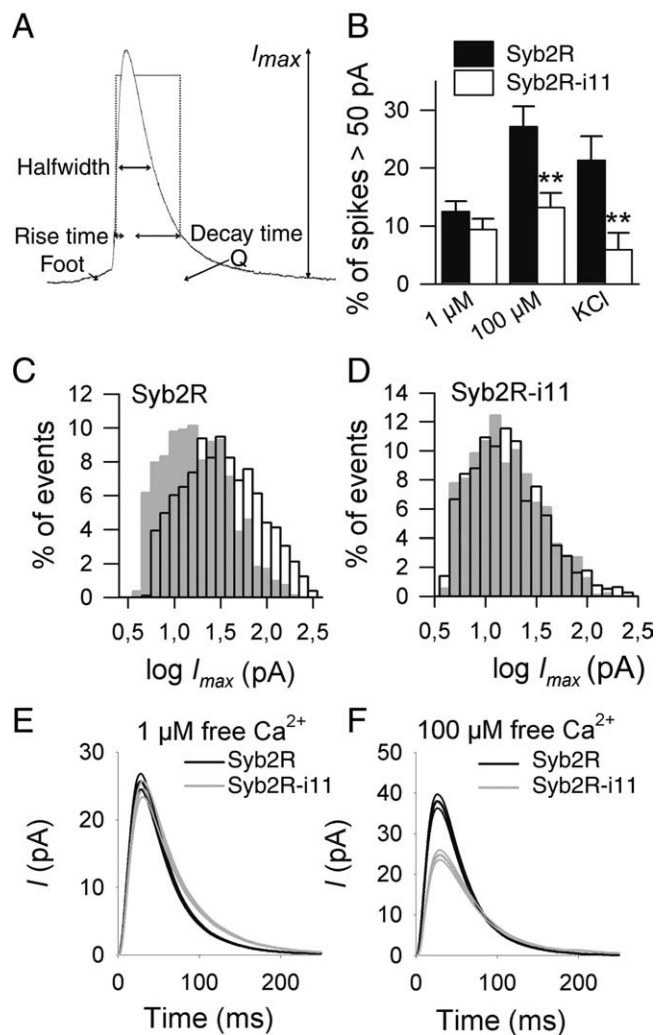 A
I_max
Halfwidth
Rise time
Decay time
Foot
Q
B
Syb2R
Syb2R-i11
% of spikes > 50 pA
30
20
10
0
**
**
1 µM
100 µM
KCl
C
Syb2R
% of events
12
10
8
6
4
2
0
0,5 1,0 1,5 2,0 2,5
log I_max (pA)
D
Syb2R-i11
% of events
14
12
10
8
6
4
2
0
0,5 1,0 1,5 2,0 2,5
log I_max (pA)
E
1 µM free Ca²⁺
Syb2R
Syb2R-i11
I (pA)
30
20
10
0
0 100 200
Time (ms)
F
100 µM free Ca²⁺
Syb2R
Syb2R-i11
I (pA)
50
40
30
20
10
0
0 100 200
Time (ms)